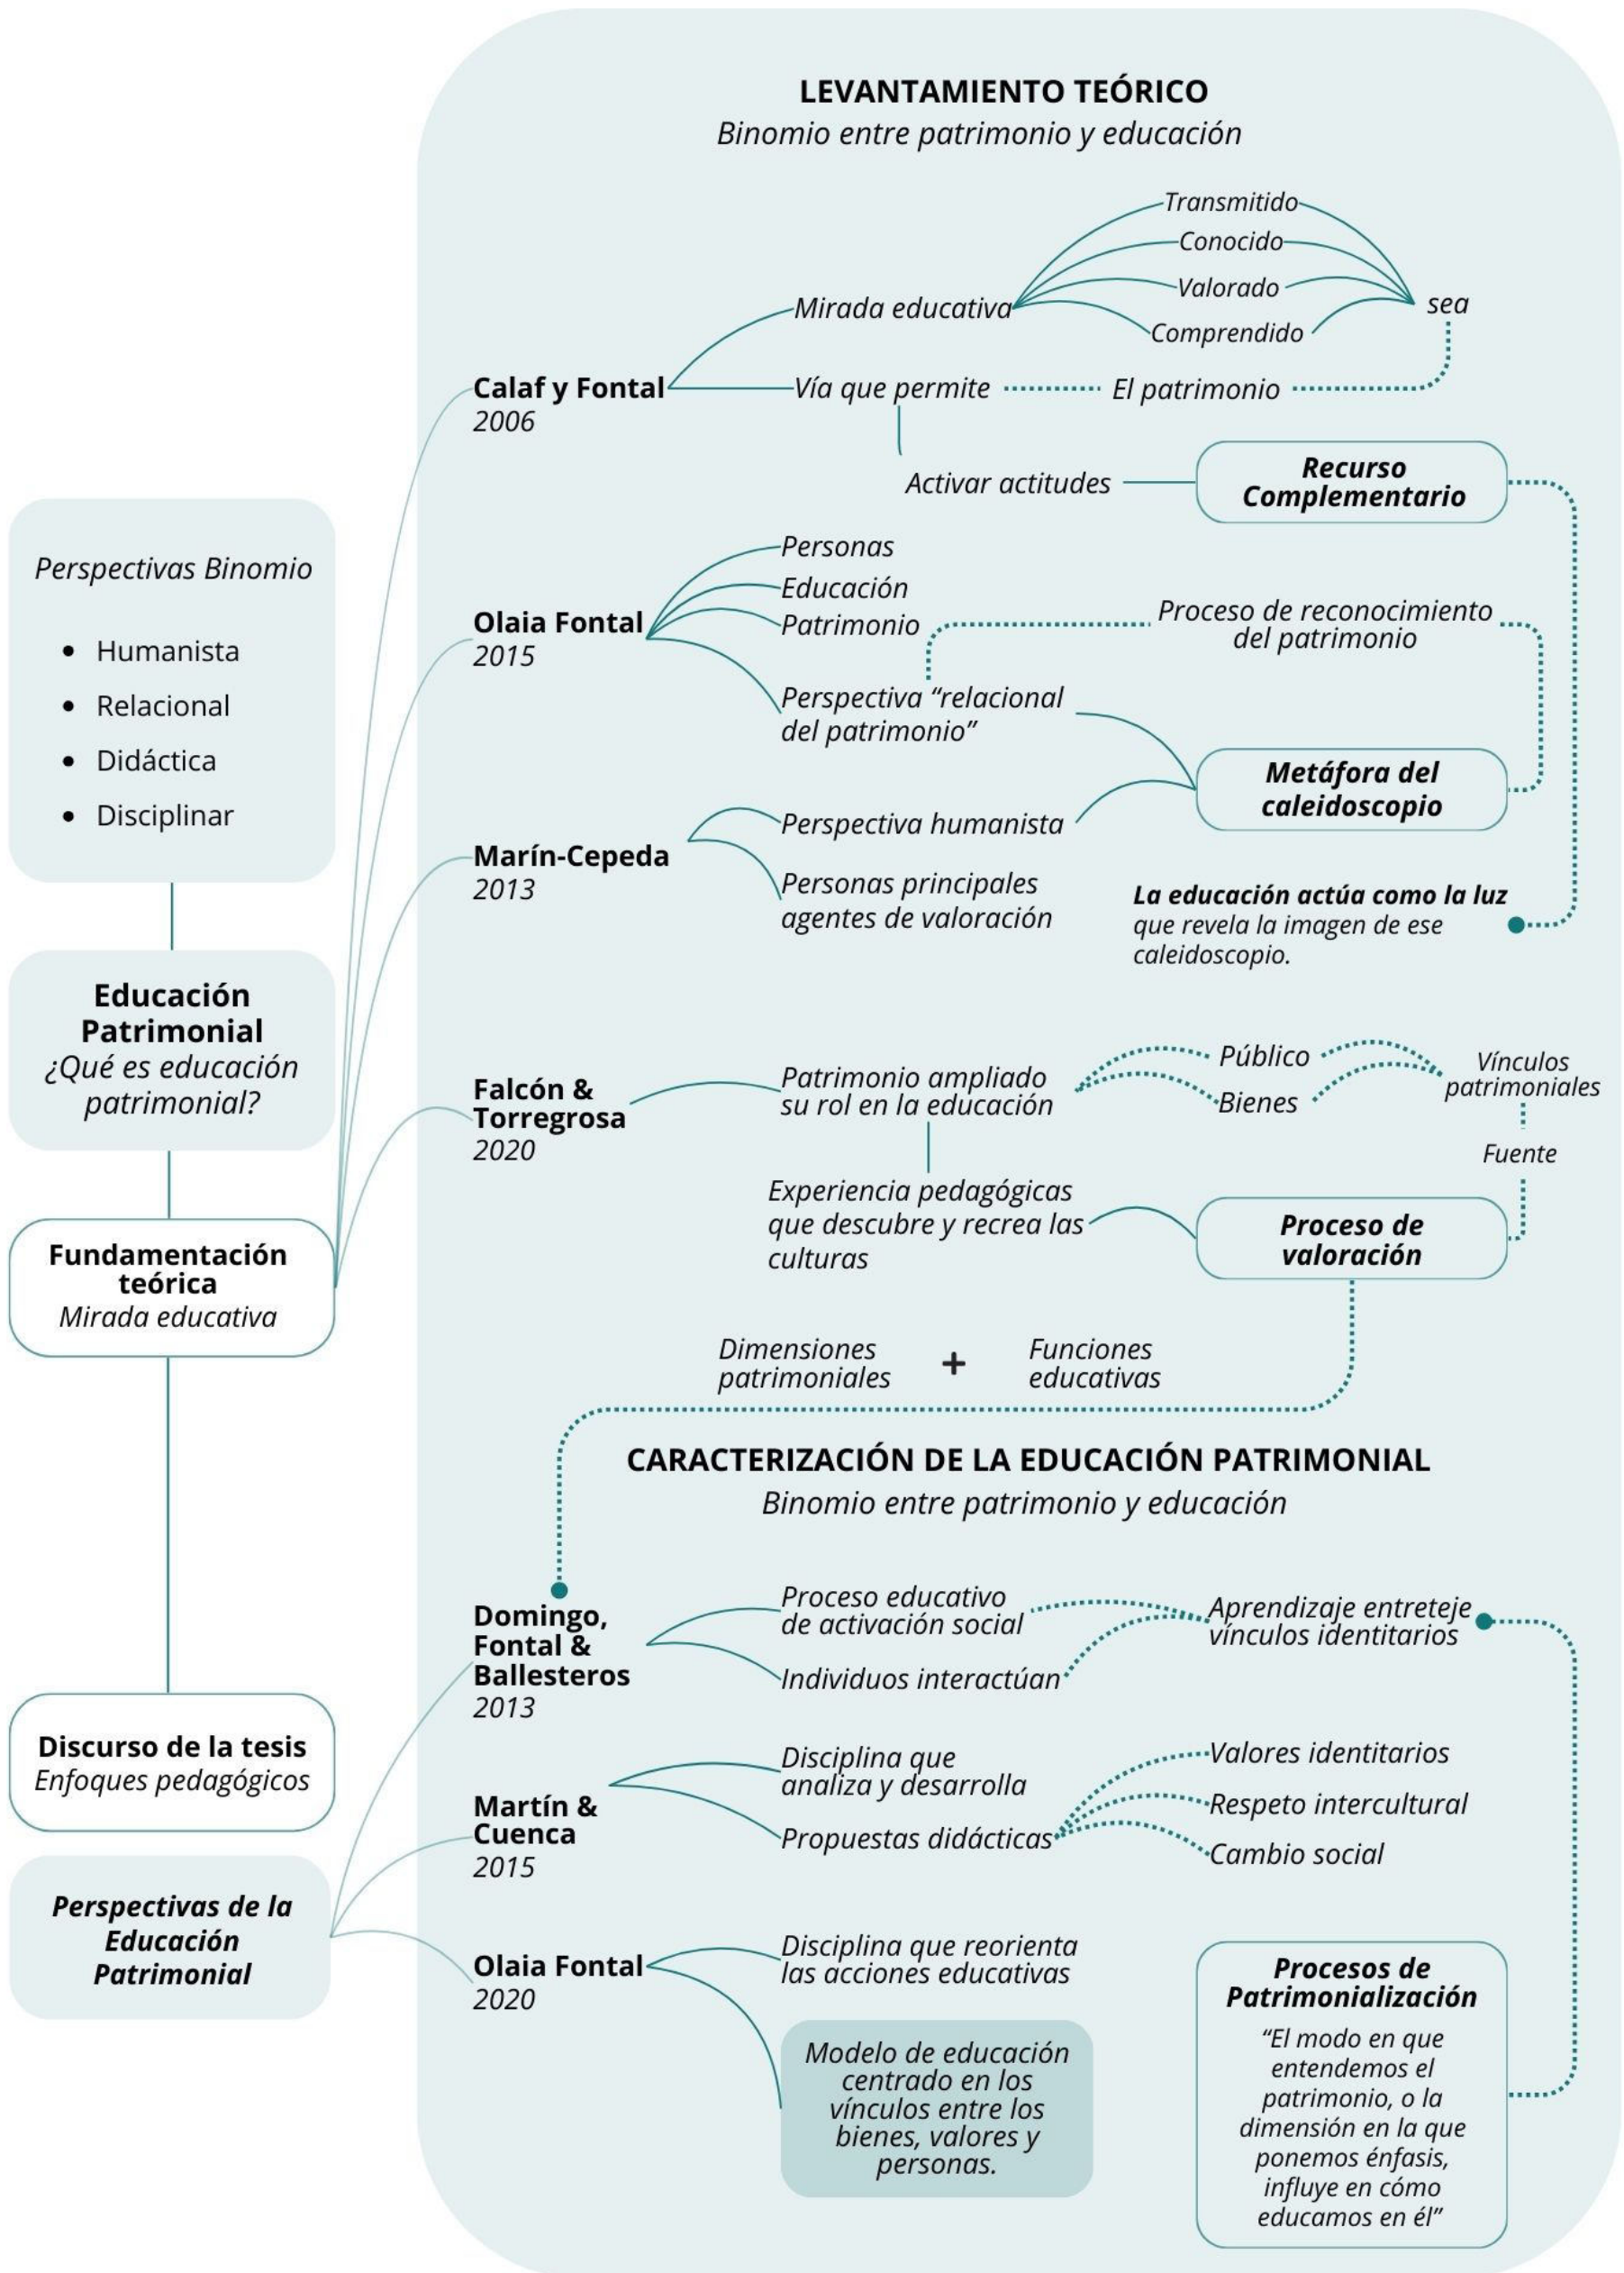 LEVANTAMIENTO TEÓRICO
Binomio entre patrimonio y educación
Transmitido
Conocido
Valorado
Comprendido
sea
Mirada educativa
Calaf y Fontal
2006
Vía que permite
El patrimonio
Activar actitudes
Recurso
Complementario
Perspectivas Binomio
• Humanista
• Relacional
• Didáctica
• Disciplinar
Olaia Fontal
2015
Personas
Educación
Patrimonio
Perspectiva “relacional
del patrimonio”
Proceso de reconocimiento
del patrimonio
Metáfora del
caleidoscopio
Marín-Cepeda
2013
Perspectiva humanista
Personas principales
agentes de valoración
La educación actúa como la luz
que revela la imagen de ese
caleidoscopio.
Educación
Patrimonial
¿Qué es educación
patrimonial?
Falcón &
Torregrosa
2020
Patrimonio ampliado
su rol en la educación
Público
Bienes
Vínculos
patrimoniales
Fuente
Experiencia pedagógicas
que descubre y recrea las
culturas
Proceso de
valoración
Fundamentación
teórica
Mirada educativa
Dimensiones
patrimoniales
+
Funciones
educativas
CARACTERIZACIÓN DE LA EDUCACIÓN PATRIMONIAL
Binomio entre patrimonio y educación
Domingo,
Fontal &
Ballesteros
2013
Proceso educativo
de activación social
Individuos interactúan
Aprendizaje entreteje
vínculos identitarios
Discurso de la tesis
Enfoques pedagógicos
Martín &
Cuenca
2015
Disciplina que
analiza y desarrolla
Propuestas didácticas
Valores identitarios
Respeto intercultural
Cambio social
Perspectivas de la
Educación
Patrimonial
Olaia Fontal
2020
Disciplina que reorienta
las acciones educativas
Modelo de educación
centrado en los
vínculos entre los
bienes, valores y
personas.
Procesos de
Patrimonialización
“El modo en que
entendemos el
patrimonio, o la
dimensión en la que
ponemos énfasis,
influye en cómo
educamos en él”